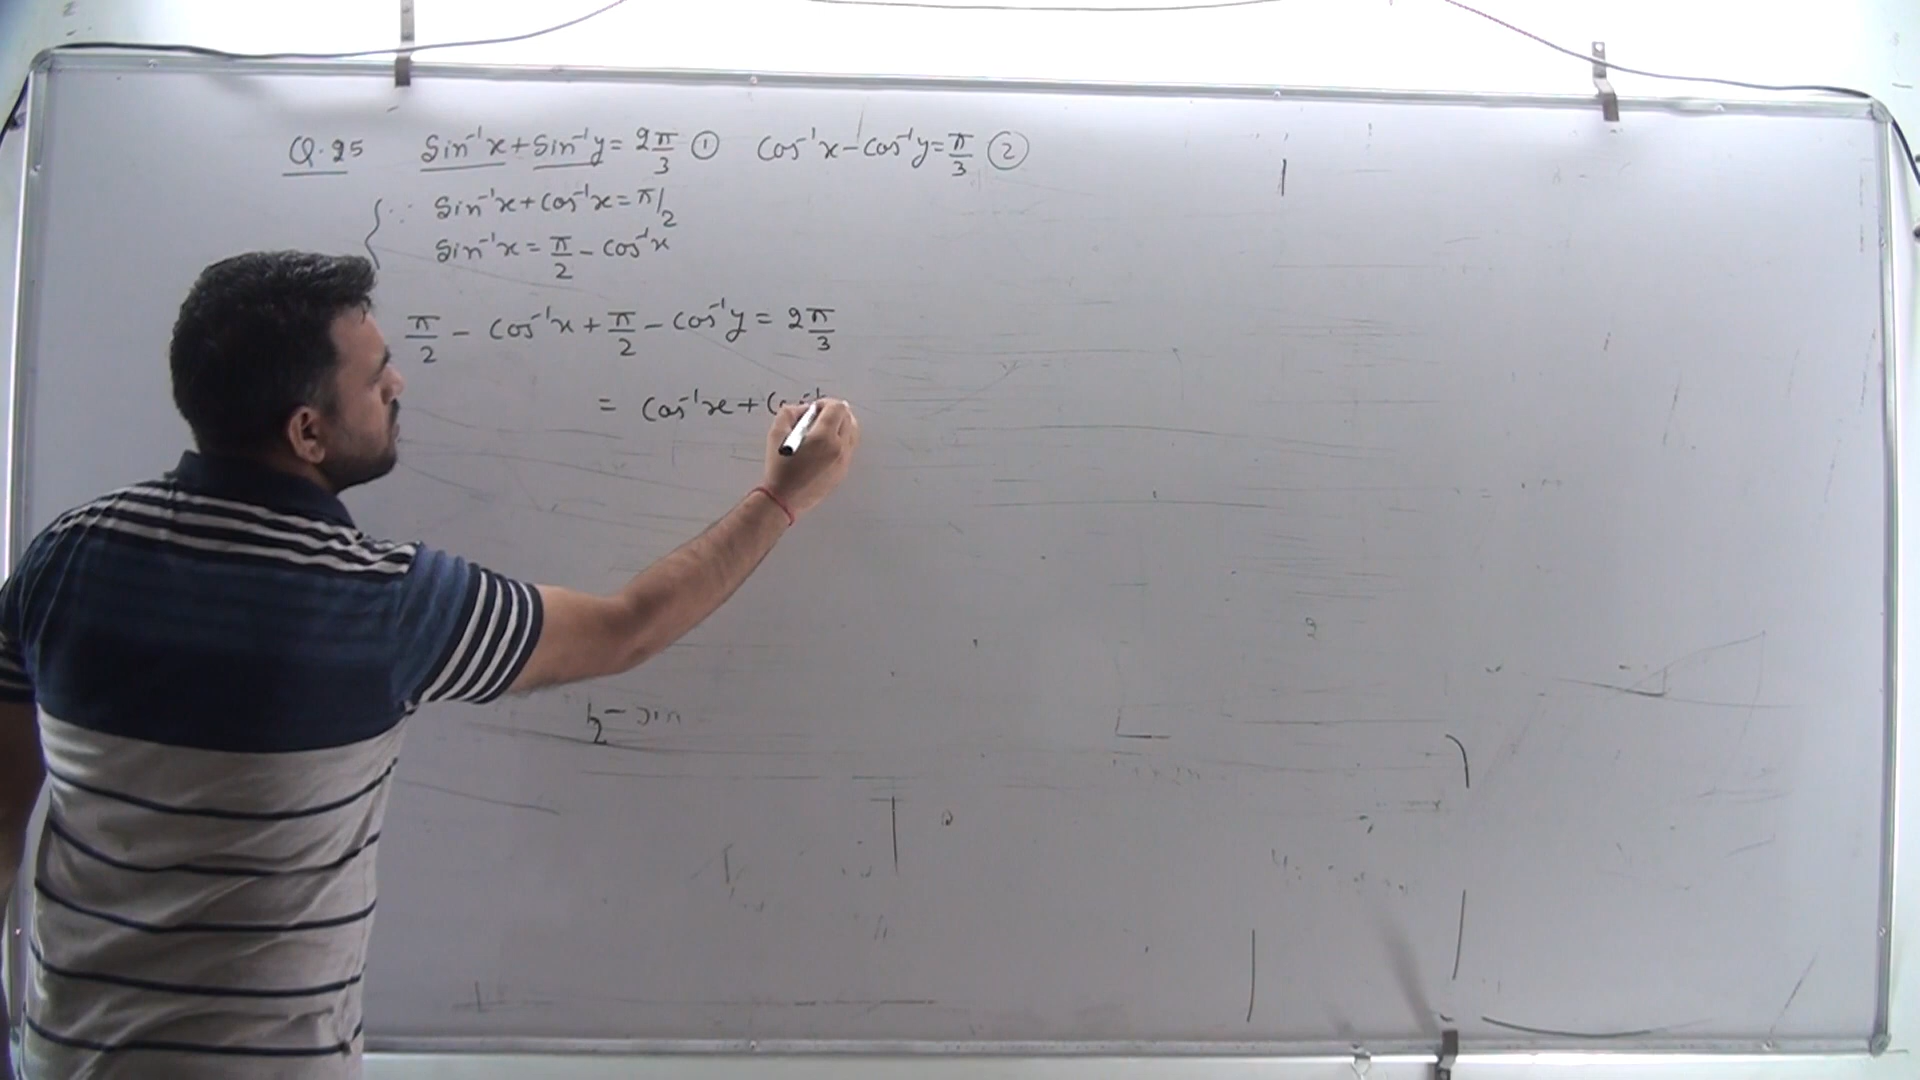 Q.25 Sin⁻¹x + Sin⁻¹y = 2π/3 ① Cos⁻¹x - Cos⁻¹y = π/3 ②
∵ Sin⁻¹x + Cos⁻¹x = π/2
Sin⁻¹x = π/2 - Cos⁻¹x
π/2 - Cos⁻¹x + π/2 - Cos⁻¹y = 2π/3
= Cos⁻¹x + Cos⁻¹